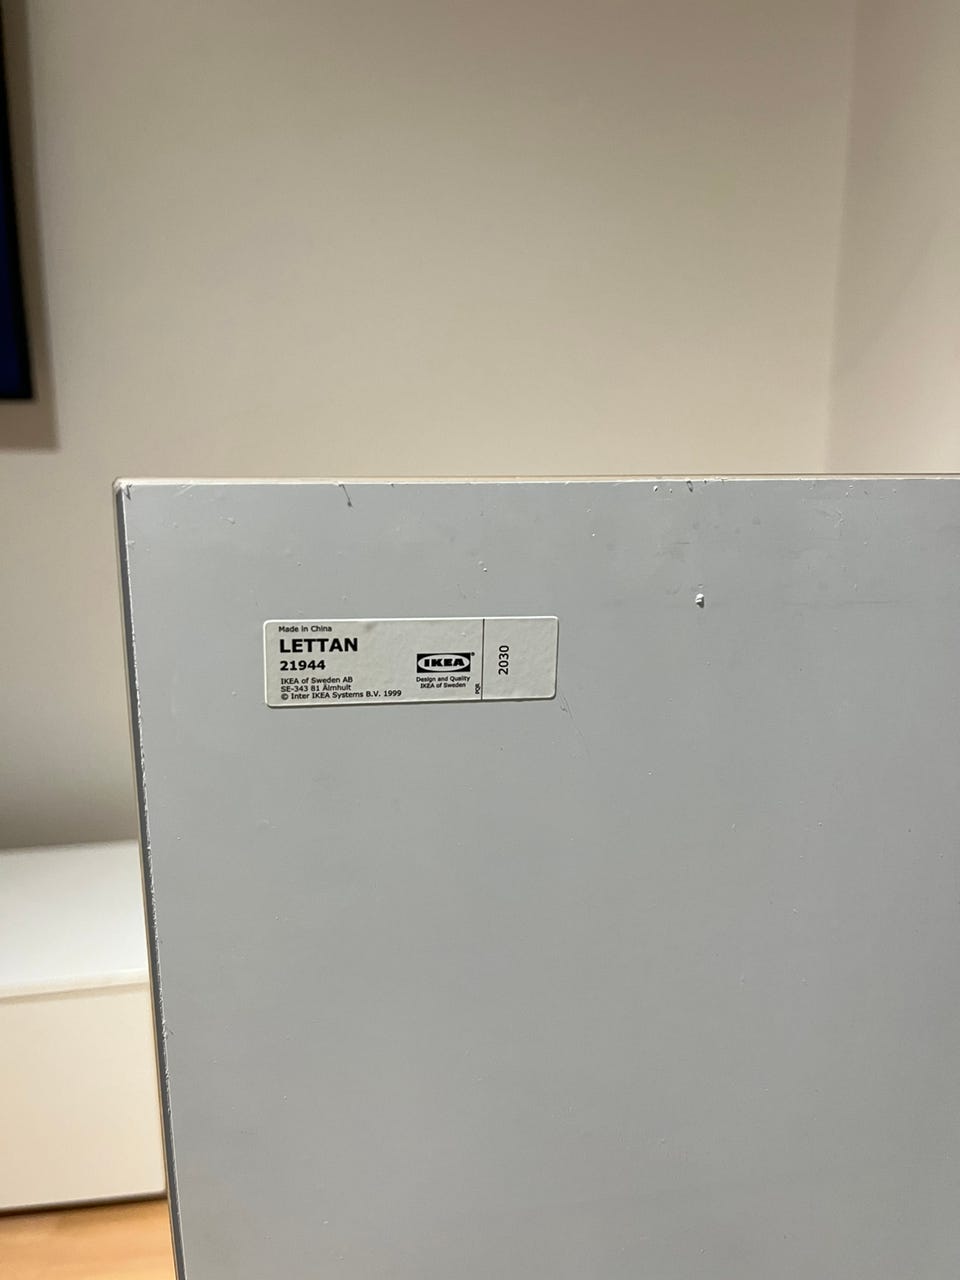 Made in China
LETTAN
21944
IKEA of Sweden AB
SE-343 81 Älmhult
© Inter IKEA Systems B.V. 1999
IKEA®
Design and Quality
IKEA of Sweden
PQR
2030